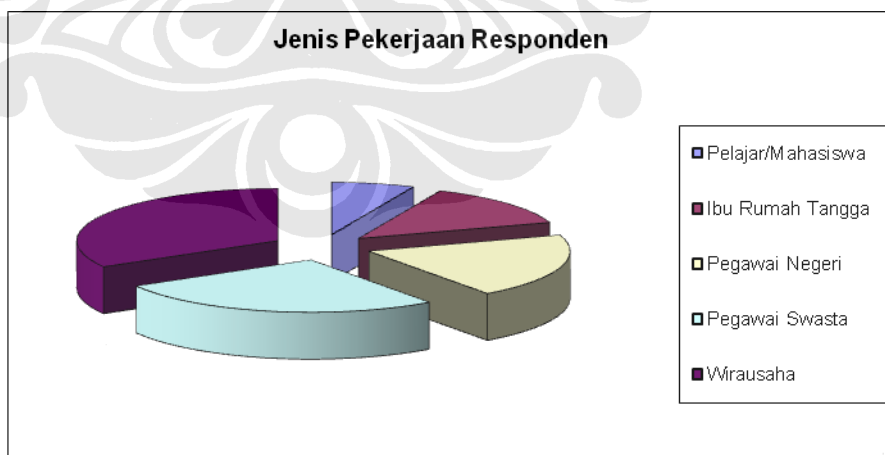 Jenis Pekerjaan Responden
Pelajar/Mahasiswa
Ibu Rumah Tangga
Pegawai Negeri
Pegawai Swasta
Wirausaha